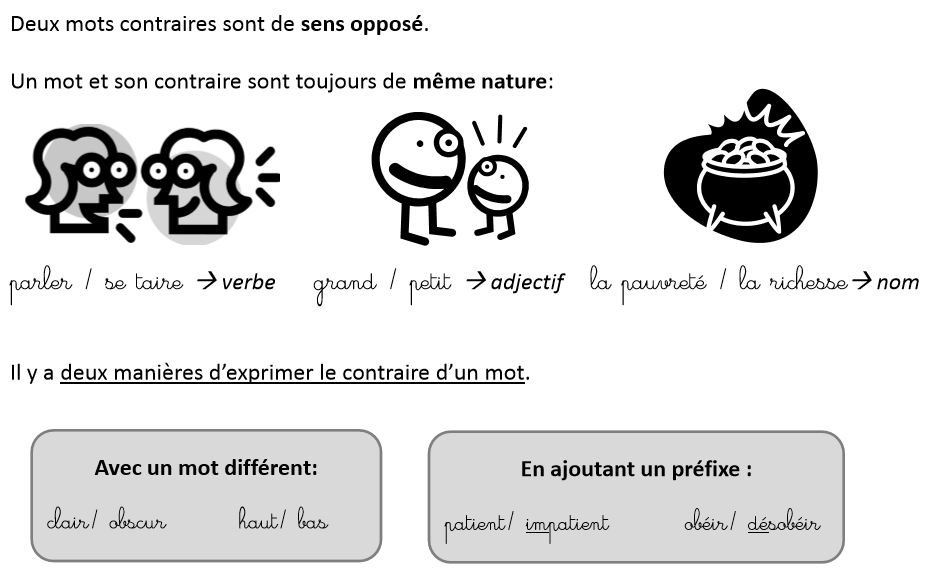 Deux mots contraires sont de sens opposé.
Un mot et son contraire sont toujours de même nature:
parler / se taire → verbe
grand / petit → adjectif
la pauvreté / la richesse → nom
Il y a deux manières d'exprimer le contraire d'un mot.
Avec un mot différent:
clair / obscur haut / bas
En ajoutant un préfixe :
patient / impatient obéir / désobéir